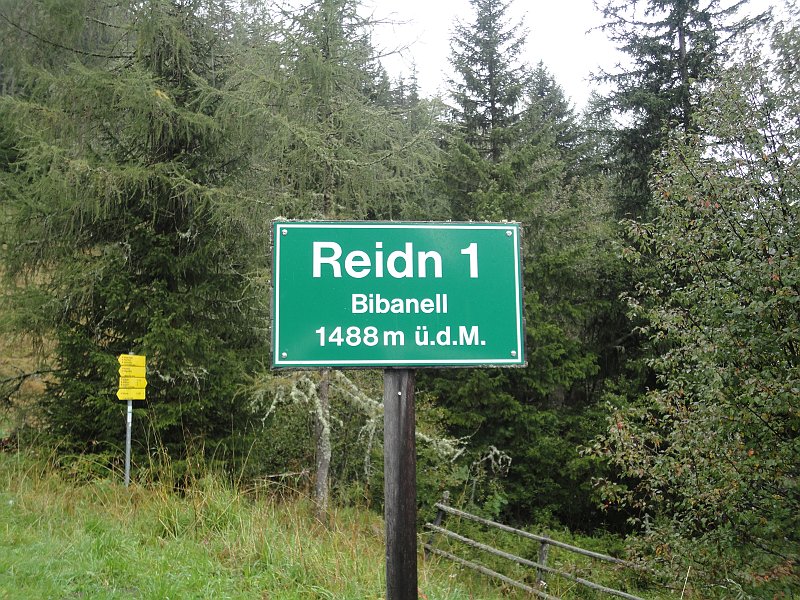 Reidn 1
Bibanell
1488 m ü.d.M.